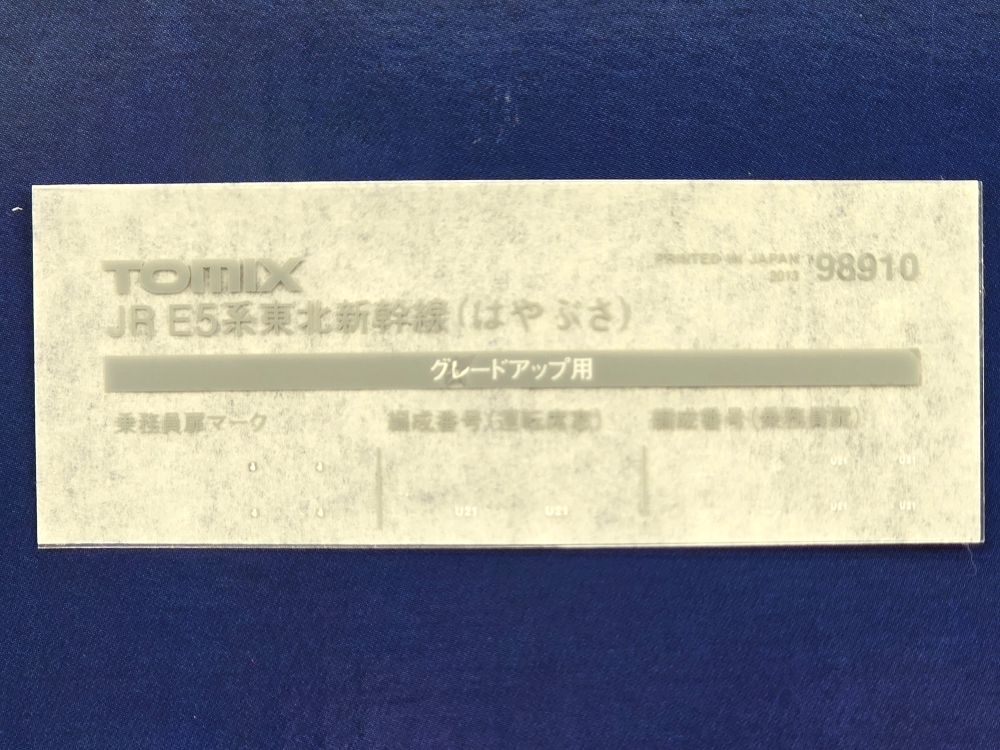 TOMIX
PRINTED IN JAPAN
2013
98910
JR E5系東北新幹線(はやぶさ)
グレードアップ用
乗務員扉マーク
編成番号(運転席窓)
編成番号(乗務員扉)
U21 U21
U21 U21
U21 U21